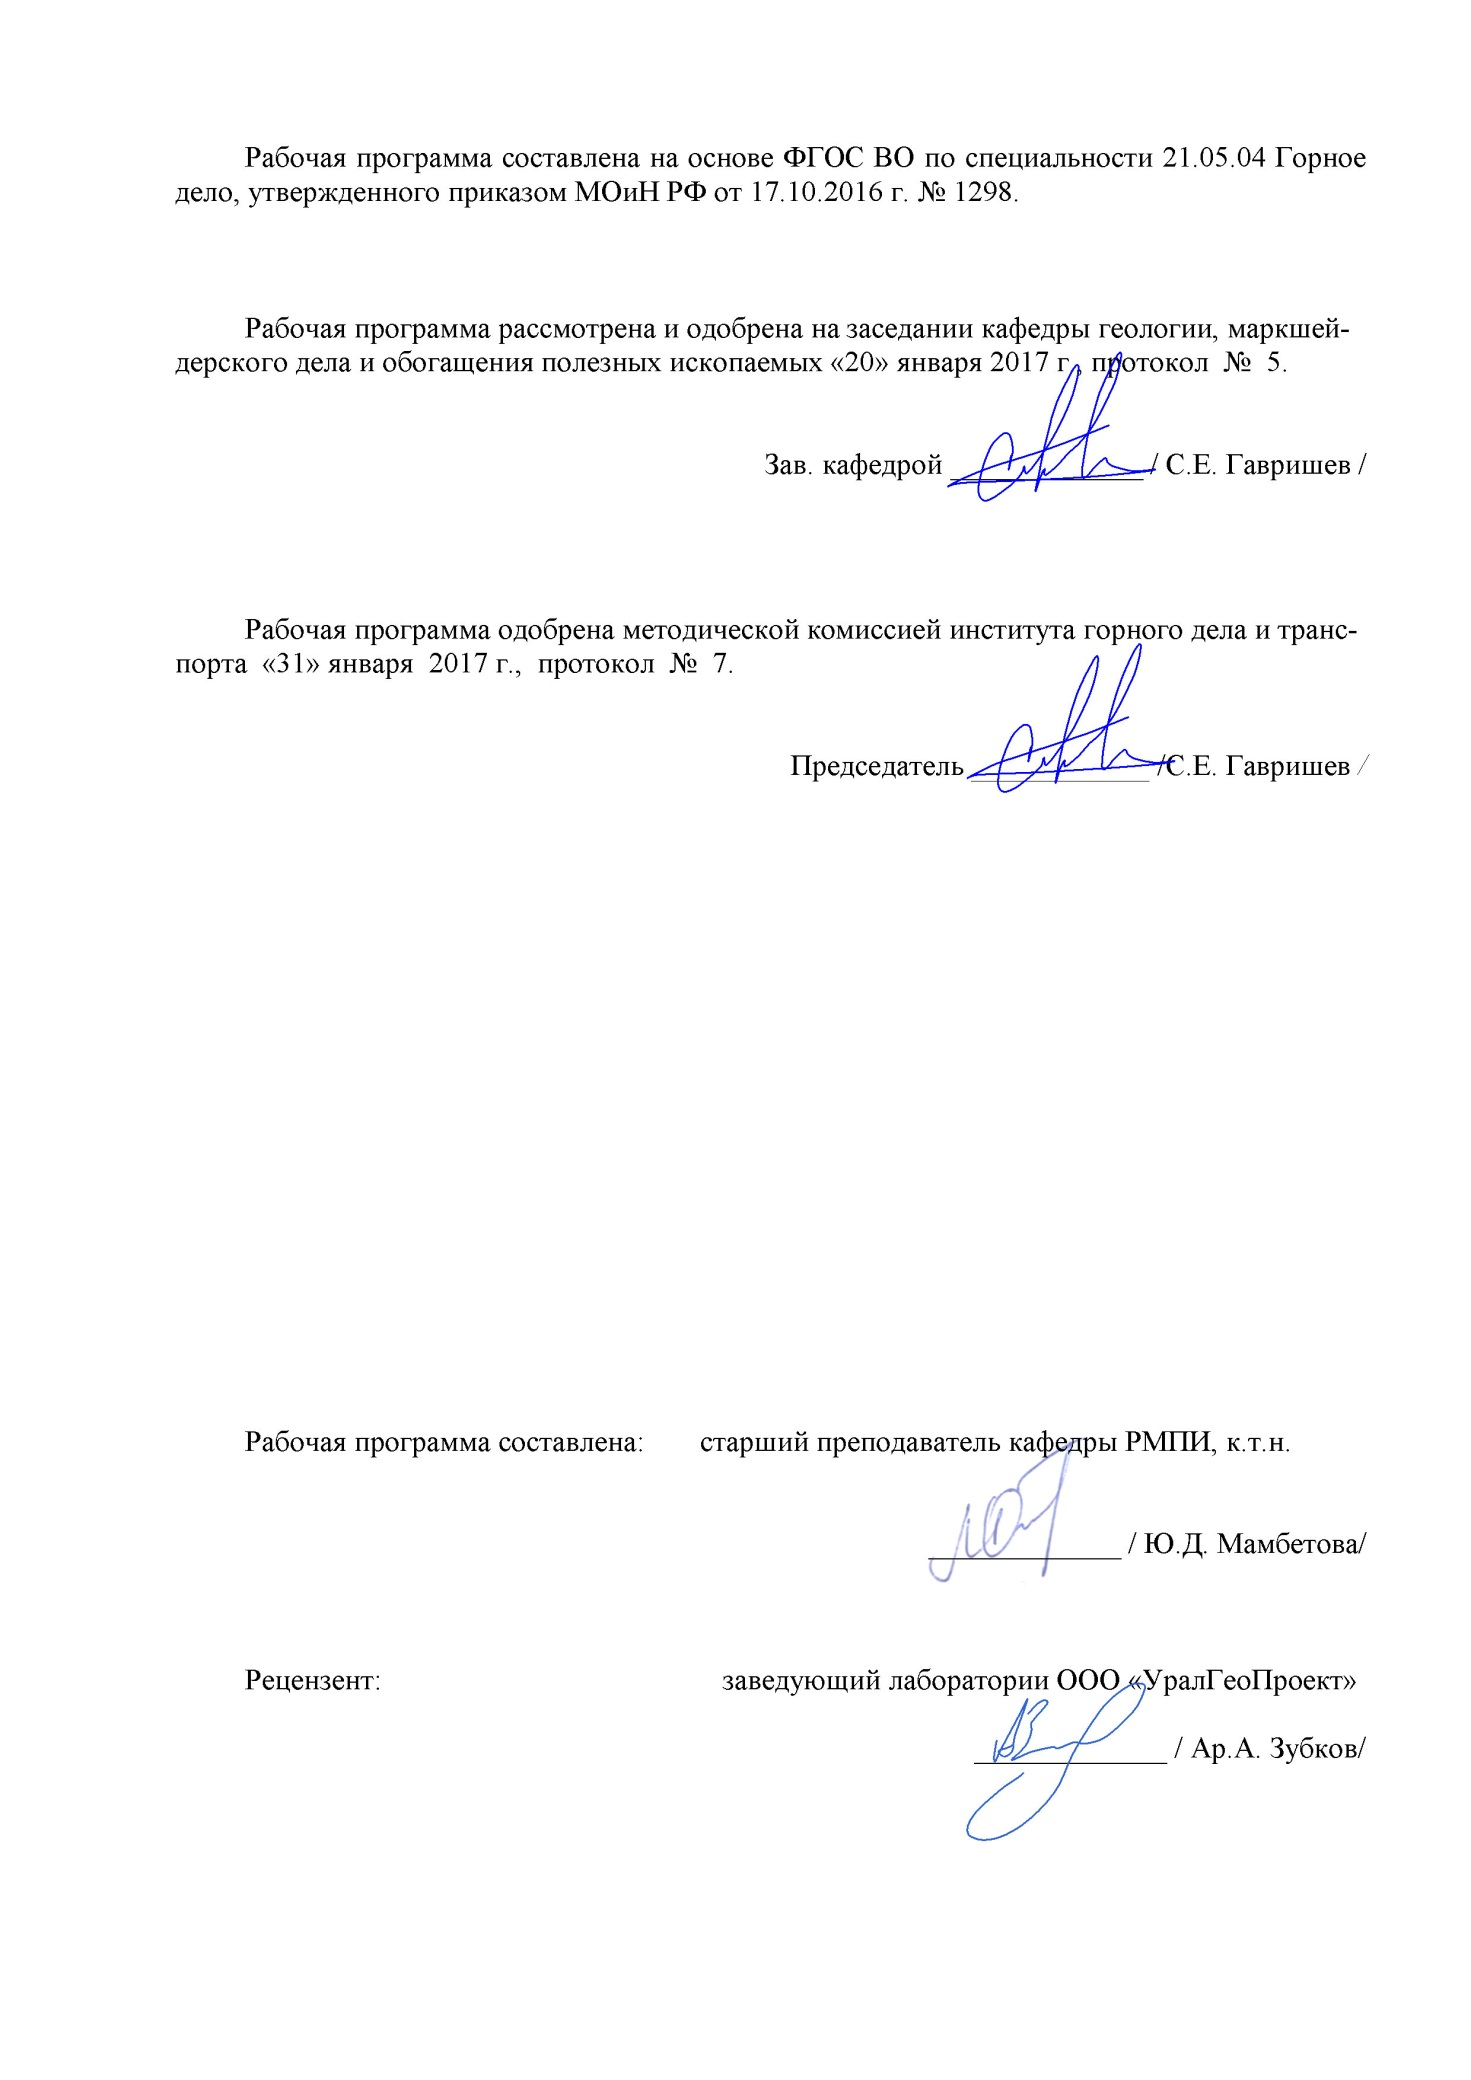 Рабочая программа составлена на основе ФГОС ВО по специальности 21.05.04 Горное
дело, утвержденного приказом МОиН РФ от 17.10.2016 г. № 1298.
Рабочая программа рассмотрена и одобрена на заседании кафедры геологии, маркшей-
дерского дела и обогащения полезных ископаемых «20» января 2017 г., протокол № 5.
Зав. кафедрой ______________/ С.Е. Гавришев /
Рабочая программа одобрена методической комиссией института горного дела и транс-
порта «31» января 2017 г., протокол № 7.
Председатель _____________ /С.Е. Гавришев /
Рабочая программа составлена: старший преподаватель кафедры РМПИ, к.т.н.
______________ / Ю.Д. Мамбетова/
Рецензент: заведующий лаборатории ООО «УралГеоПроект»
______________ / Ар.А. Зубков/